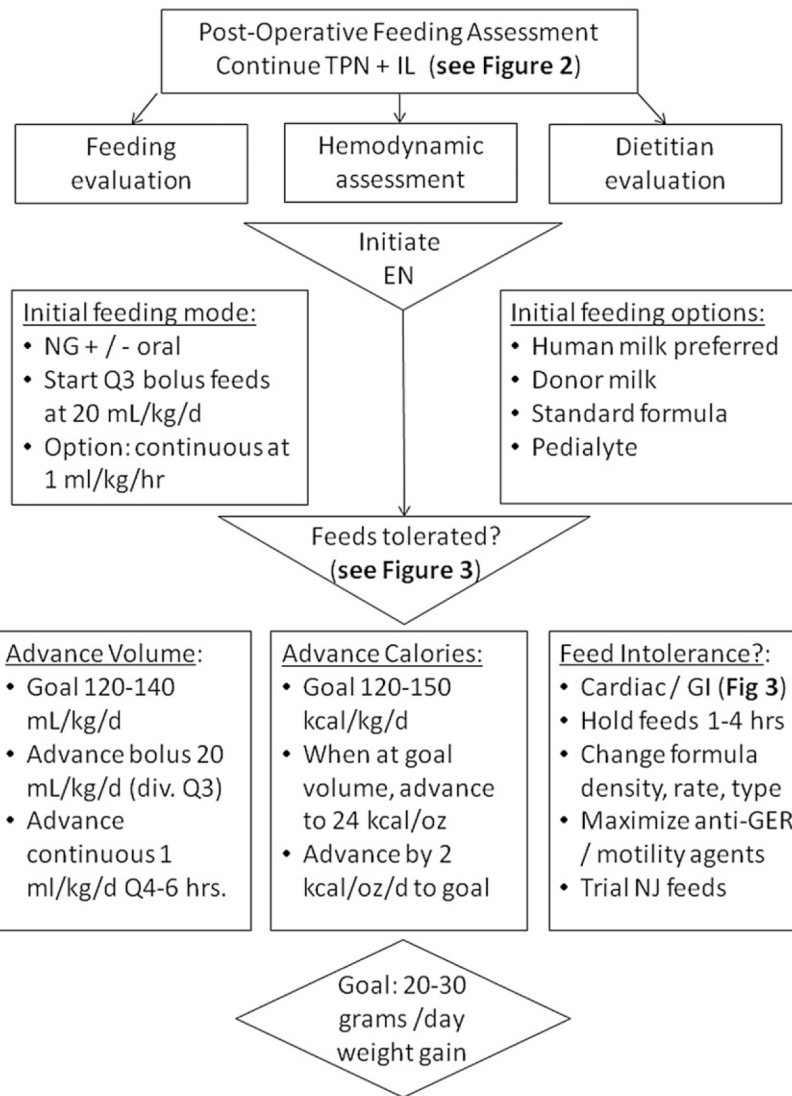 Post-Operative Feeding Assessment
Continue TPN + IL (see Figure 2)
Feeding
evaluation
Hemodynamic
assessment
Dietitian
evaluation
Initiate
EN
Initial feeding mode:
• NG + / - oral
• Start Q3 bolus feeds
at 20 mL/kg/d
• Option: continuous at
1 ml/kg/hr
Initial feeding options:
• Human milk preferred
• Donor milk
• Standard formula
• Pedialyte
Feeds tolerated?
(see Figure 3)
Advance Volume:
• Goal 120-140
mL/kg/d
• Advance bolus 20
mL/kg/d (div. Q3)
• Advance
continuous 1
ml/kg/d Q4-6 hrs.
Advance Calories:
• Goal 120-150
kcal/kg/d
• When at goal
volume, advance
to 24 kcal/oz
• Advance by 2
kcal/oz/d to goal
Feed Intolerance?:
• Cardiac / GI (Fig 3)
• Hold feeds 1-4 hrs
• Change formula
density, rate, type
• Maximize anti-GER
/ motility agents
• Trial NJ feeds
Goal: 20-30
grams /day
weight gain